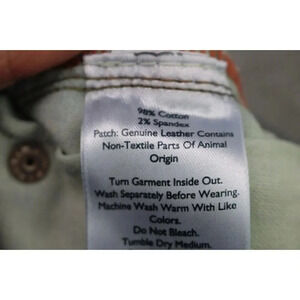 98% Cotton
2% Spandex
Patch: Genuine Leather Contains
Non-Textile Parts Of Animal
Origin
Turn Garment Inside Out.
Wash Separately Before Wearing.
Machine Wash Warm With Like
Colors.
Do Not Bleach.
Tumble Dry Medium.